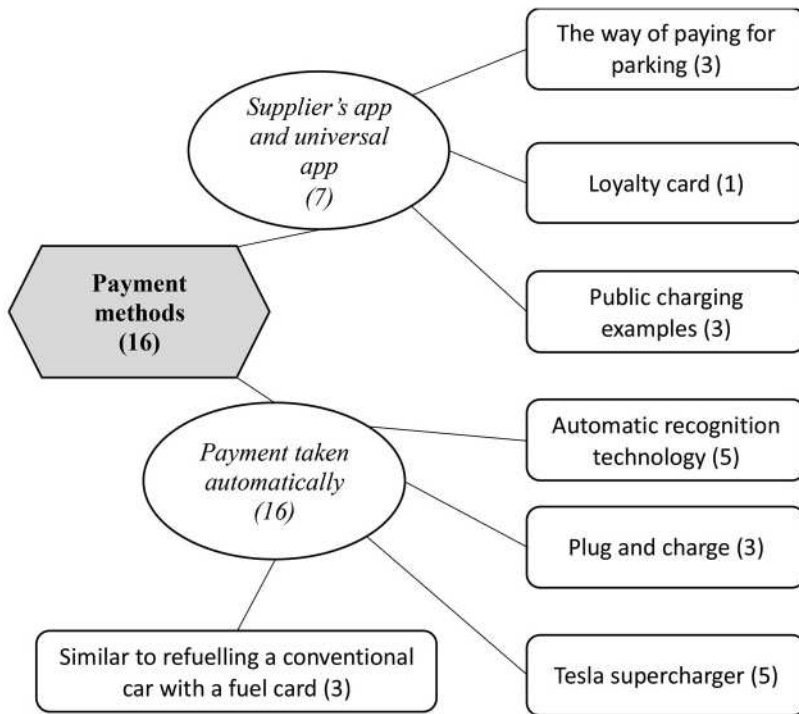 The way of paying for
parking (3)
Supplier’s app
and universal
app
(7)
Loyalty card (1)
Payment
methods
(16)
Public charging
examples (3)
Automatic recognition
technology (5)
Payment taken
automatically
(16)
Plug and charge (3)
Similar to refuelling a conventional
car with a fuel card (3)
Tesla supercharger (5)